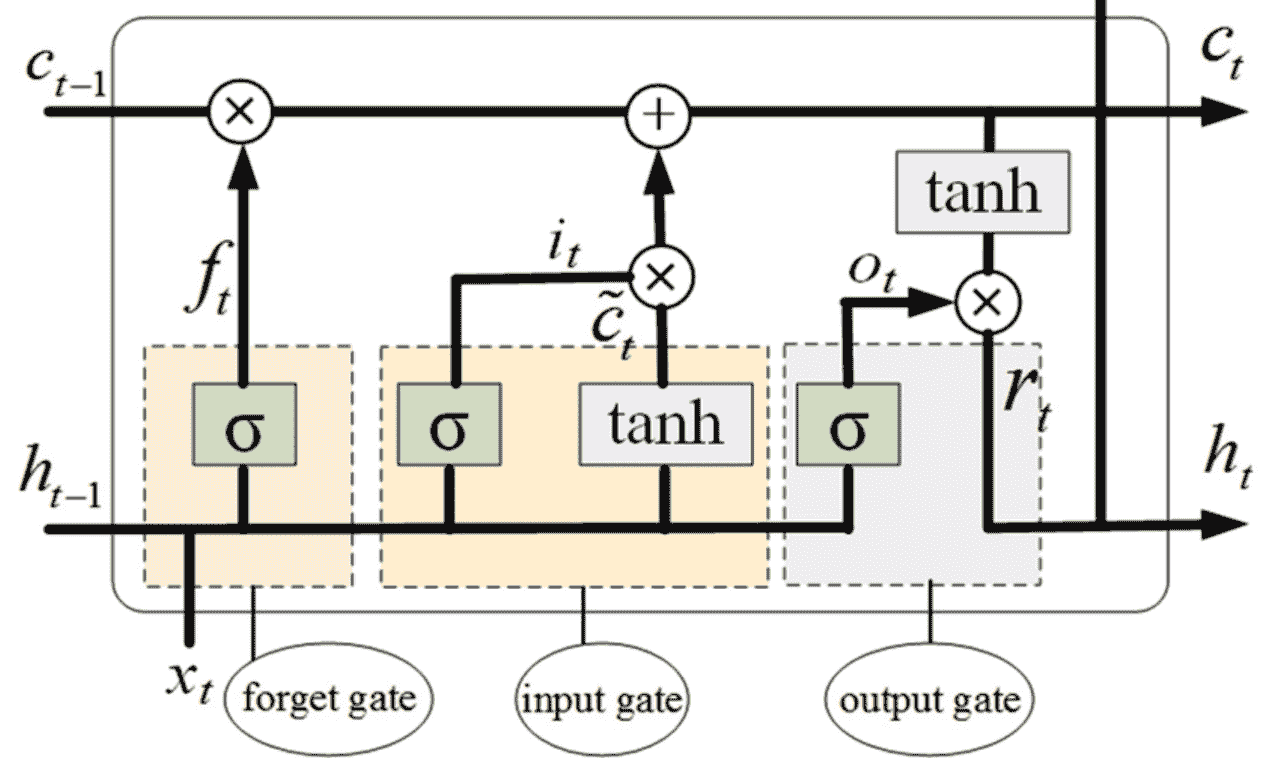 c_{t-1}
×
+
c_t
tanh
i_t
o_t
×
×
f_t
c̃_t
σ
σ
tanh
σ
r_t
h_{t-1}
h_t
x_t
forget gate
input gate
output gate